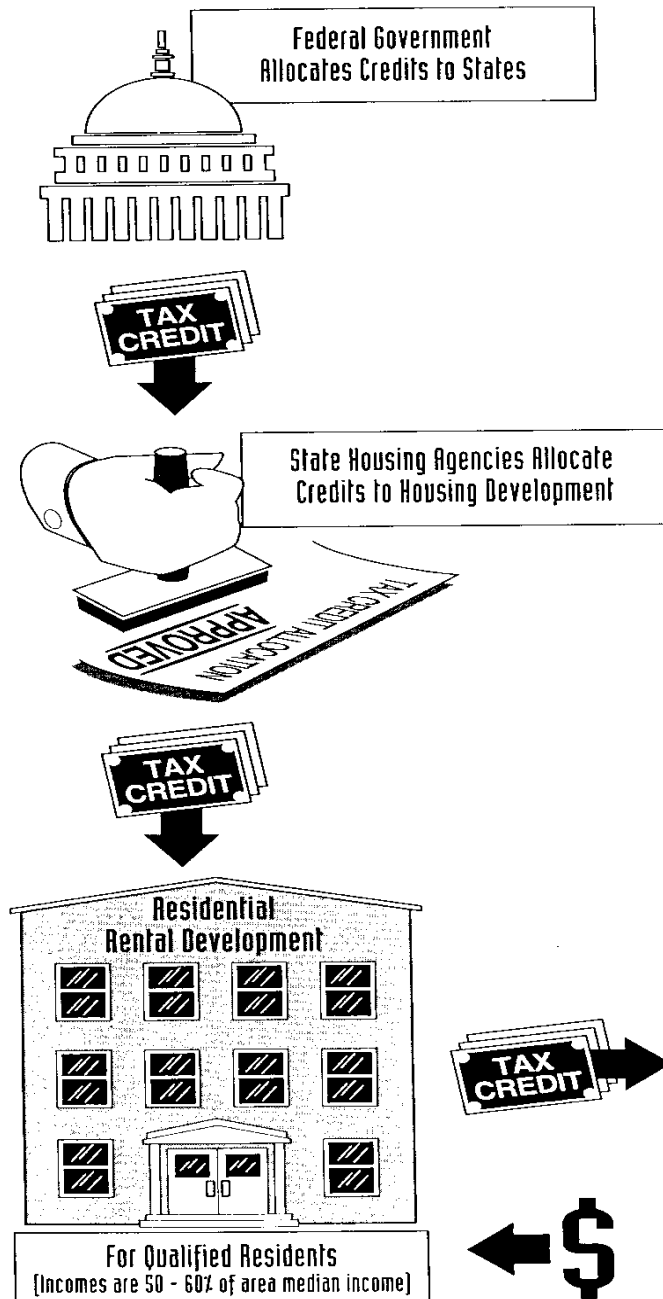 Federal Government
Allocates Credits to States
TAX
CREDIT
State Housing Agencies Allocate
Credits to Housing Development
TAX CREDIT ALLOCATION
APPROVED
TAX
CREDIT
Residential
Rental Development
TAX
CREDIT
$
For Qualified Residents
(Incomes are 50 - 60% of area median income)